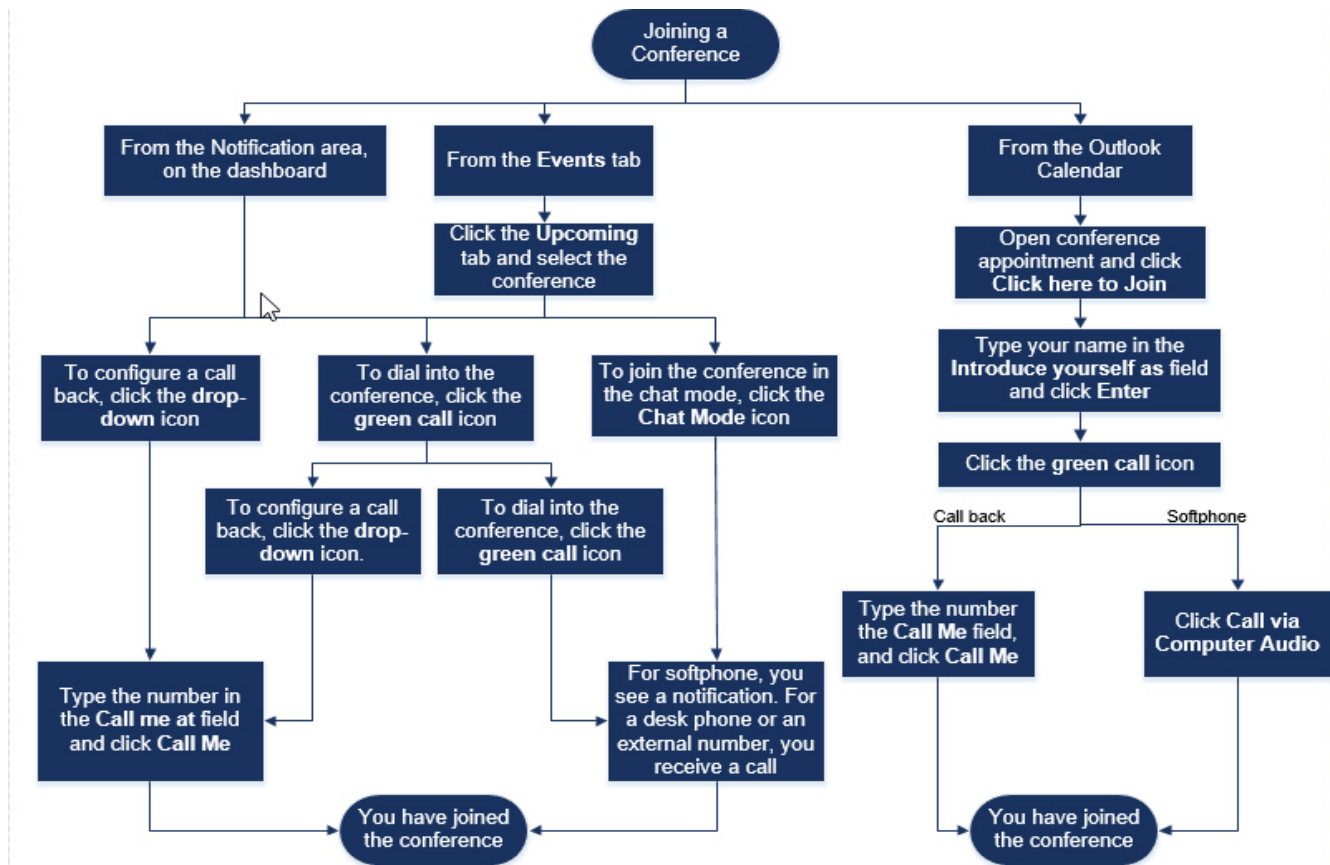 Joining a
Conference
From the Notification area,
on the dashboard
From the Events tab
From the Outlook
Calendar
Click the Upcoming
tab and select the
conference
Open conference
appointment and click
Click here to Join
To configure a call
back, click the drop-
down icon
To dial into the
conference, click the
green call icon
To join the conference in
the chat mode, click the
Chat Mode icon
Type your name in the
Introduce yourself as field
and click Enter
Click the green call icon
To configure a call
back, click the drop-
down icon.
To dial into the
conference, click the
green call icon
Call back
Softphone
Type the number
the Call Me field,
and click Call Me
Click Call via
Computer Audio
Type the number in
the Call me at field
and click Call Me
For softphone, you
see a notification. For
a desk phone or an
external number, you
receive a call
You have joined
the conference
You have joined
the conference